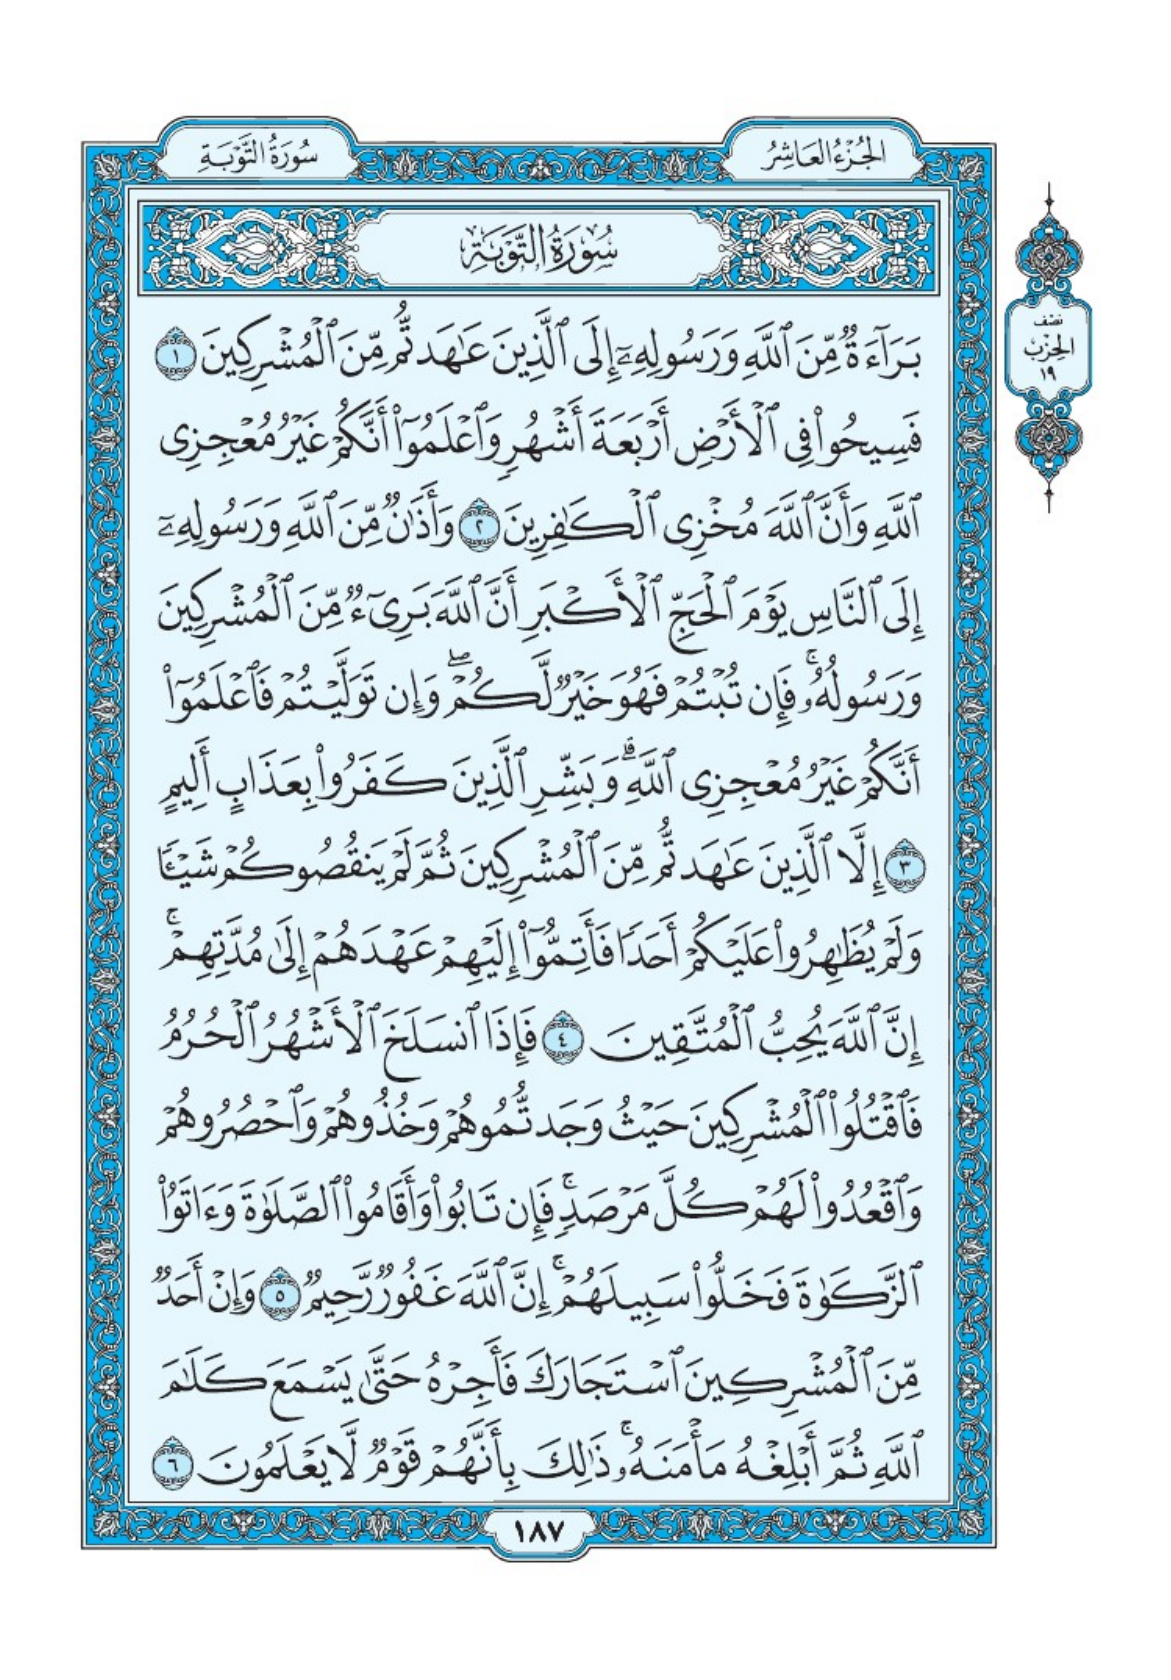 الجُزْءُ العَاشِرُ
سُورَةُ التَّوْبَةِ
سُورَةُ التَّوْبَةِ
نصف
الحِزْبُ
١٩
بَرَآءَةٌ مِّنَ ٱللَّهِ وَرَسُولِهِۦٓ إِلَى ٱلَّذِينَ عَٰهَدتُّم مِّنَ ٱلْمُشْرِكِينَ ١
فَسِيحُوا۟ فِى ٱلْأَرْضِ أَرْبَعَةَ أَشْهُرٍ وَٱعْلَمُوٓا۟ أَنَّكُمْ غَيْرُ مُعْجِزِى
ٱللَّهِ وَأَنَّ ٱللَّهَ مُخْزِى ٱلْكَٰفِرِينَ ٢ وَأَذَٰنٌ مِّنَ ٱللَّهِ وَرَسُولِهِۦٓ
إِلَى ٱلنَّاسِ يَوْمَ ٱلْحَجِّ ٱلْأَكْبَرِ أَنَّ ٱللَّهَ بَرِىٓءٌ مِّنَ ٱلْمُشْرِكِينَ
وَرَسُولُهُۥ ۚ فَإِن تُبْتُمْ فَهُوَ خَيْرٌ لَّكُمْ ۖ وَإِن تَوَلَّيْتُمْ فَٱعْلَمُوٓا۟
أَنَّكُمْ غَيْرُ مُعْجِزِى ٱللَّهِ ۗ وَبَشِّرِ ٱلَّذِينَ كَفَرُوا۟ بِعَذَابٍ أَلِيمٍ
٣ إِلَّا ٱلَّذِينَ عَٰهَدتُّم مِّنَ ٱلْمُشْرِكِينَ ثُمَّ لَمْ يَنقُصُوكُمْ شَيْـًٔا
وَلَمْ يُظَٰهِرُوا۟ عَلَيْكُمْ أَحَدًا فَأَتِمُّوٓا۟ إِلَيْهِمْ عَهْدَهُمْ إِلَىٰ مُدَّتِهِمْ ۚ
إِنَّ ٱللَّهَ يُحِبُّ ٱلْمُتَّقِينَ ٤ فَإِذَا ٱنسَلَخَ ٱلْأَشْهُرُ ٱلْحُرُمُ
فَٱقْتُلُوا۟ ٱلْمُشْرِكِينَ حَيْثُ وَجَدتُّمُوهُمْ وَخُذُوهُمْ وَٱحْصُرُوهُمْ
وَٱقْعُدُوا۟ لَهُمْ كُلَّ مَرْصَدٍ ۚ فَإِن تَابُوا۟ وَأَقَامُوا۟ ٱلصَّلَوٰةَ وَءَاتَوُا۟
ٱلزَّكَوٰةَ فَخَلُّوا۟ سَبِيلَهُمْ ۚ إِنَّ ٱللَّهَ غَفُورٌ رَّحِيمٌ ٥ وَإِنْ أَحَدٌ
مِّنَ ٱلْمُشْرِكِينَ ٱسْتَجَارَكَ فَأَجِرْهُ حَتَّىٰ يَسْمَعَ كَلَٰمَ
ٱللَّهِ ثُمَّ أَبْلِغْهُ مَأْمَنَهُۥ ۚ ذَٰلِكَ بِأَنَّهُمْ قَوْمٌ لَّا يَعْلَمُونَ ٦
١٨٧